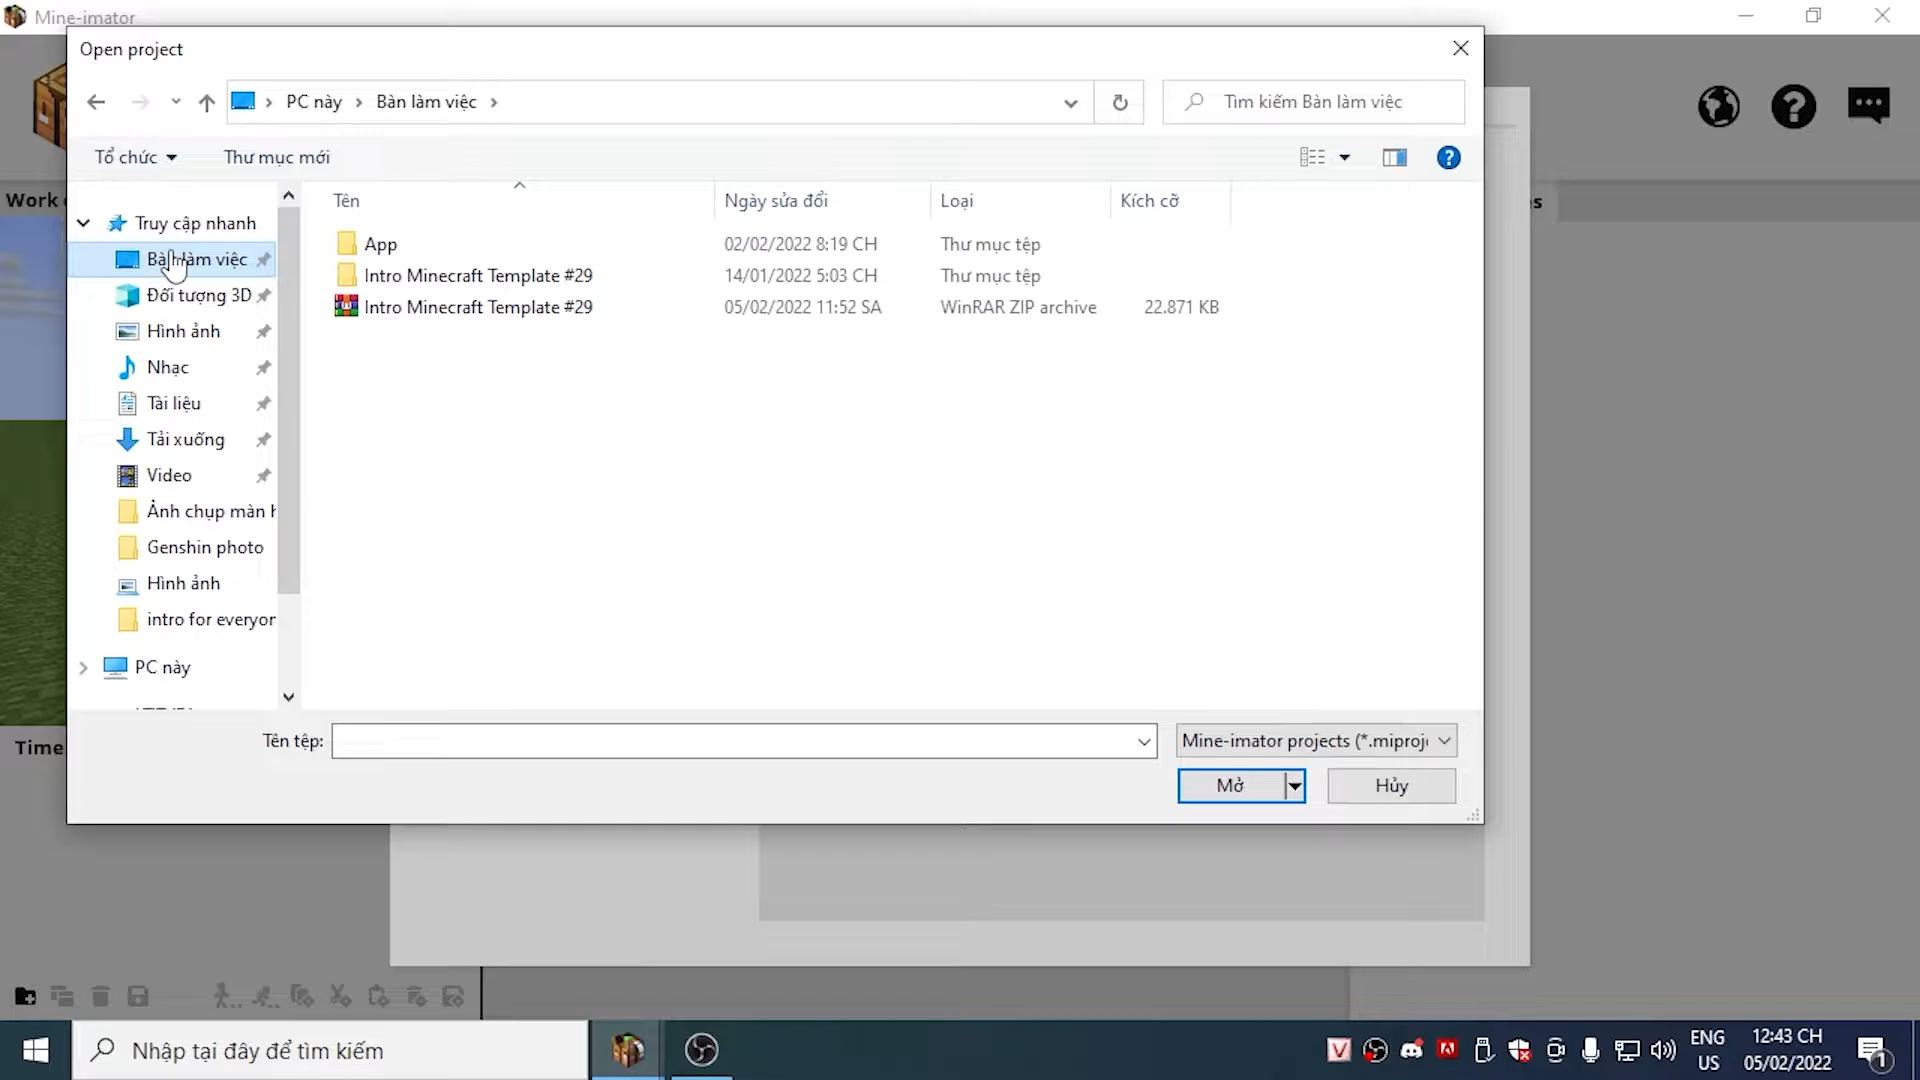 Mine-imator
Open project
PC này
Bàn làm việc
Tìm kiếm Bàn làm việc
Tổ chức
Thư mục mới
Work
s
Tên
Ngày sửa đổi
Loại
Kích cỡ
Truy cập nhanh
Bàn làm việc
Đối tượng 3D
Hình ảnh
Nhạc
Tài liệu
Tải xuống
Video
Ảnh chụp màn h
Genshin photo
Hình ảnh
intro for everyor
PC này
App
02/02/2022 8:19 CH
Thư mục tệp
Intro Minecraft Template #29
14/01/2022 5:03 CH
Thư mục tệp
Intro Minecraft Template #29
05/02/2022 11:52 SA
WinRAR ZIP archive
22.871 KB
Time
Tên tệp:
Mine-imator projects (*.miproj
Mở
Hủy
Nhập tại đây để tìm kiếm
ENG
US
12:43 CH
05/02/2022
1